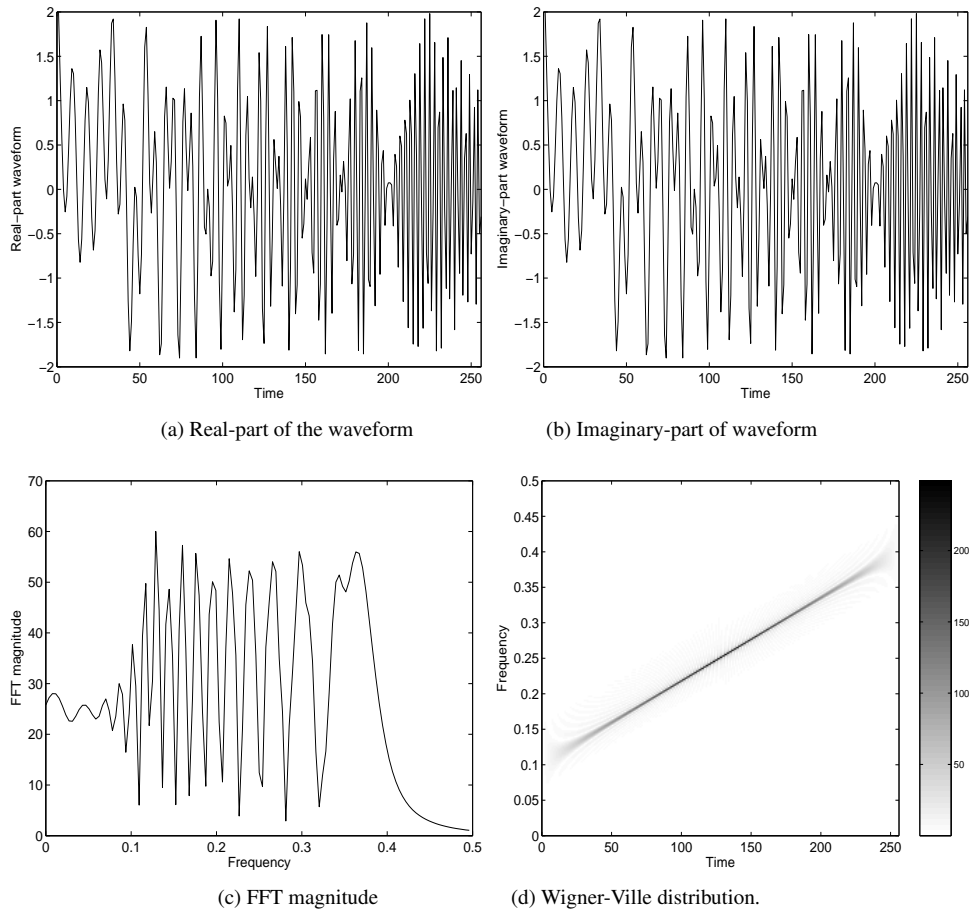 2
1.5
1
0.5
0
−0.5
−1
−1.5
−2
Real−part waveform
0 50 100 150 200 250
Time
(a) Real-part of the waveform
2
1.5
1
0.5
0
−0.5
−1
−1.5
−2
Imaginary−part waveform
0 50 100 150 200 250
Time
(b) Imaginary-part of waveform
70
60
50
40
30
20
10
0
FFT magnitude
0 0.1 0.2 0.3 0.4 0.5
Frequency
(c) FFT magnitude
0.5
0.45
0.4
0.35
0.3
0.25
0.2
0.15
0.1
0.05
0
Frequency
0 50 100 150 200 250
Time
200
150
100
50
(d) Wigner-Ville distribution.